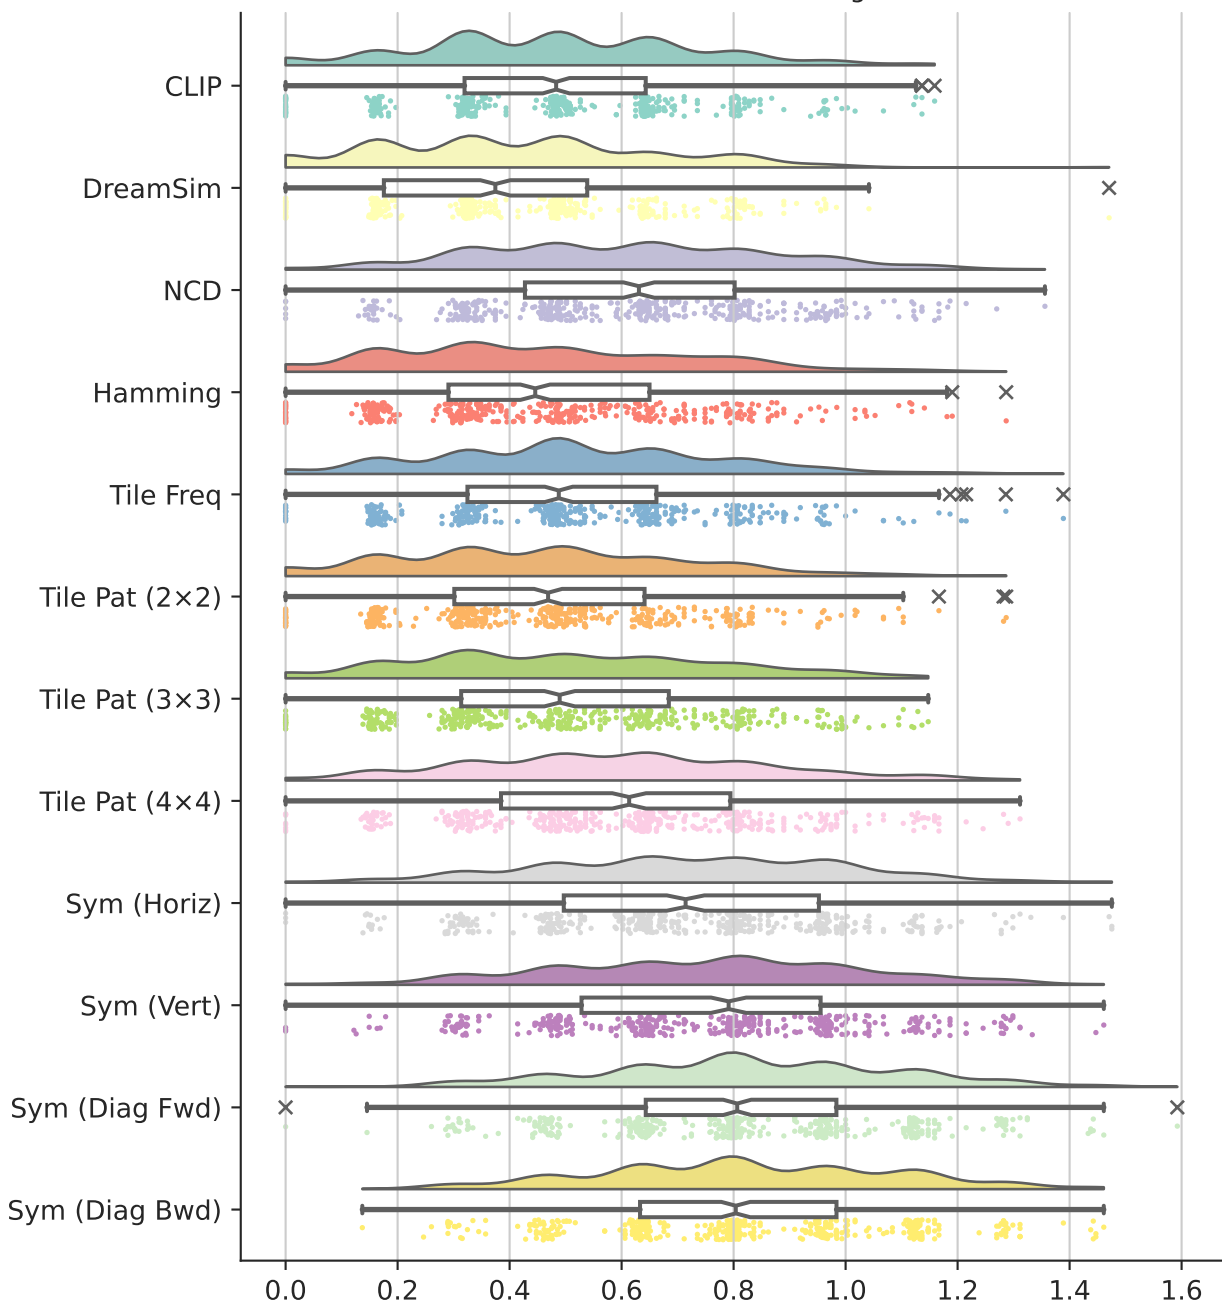 CLIP
DreamSim
NCD
Hamming
Tile Freq
Tile Pat (2×2)
Tile Pat (3×3)
Tile Pat (4×4)
Sym (Horiz)
Sym (Vert)
Sym (Diag Fwd)
Sym (Diag Bwd)
0.0 0.2 0.4 0.6 0.8 1.0 1.2 1.4 1.6